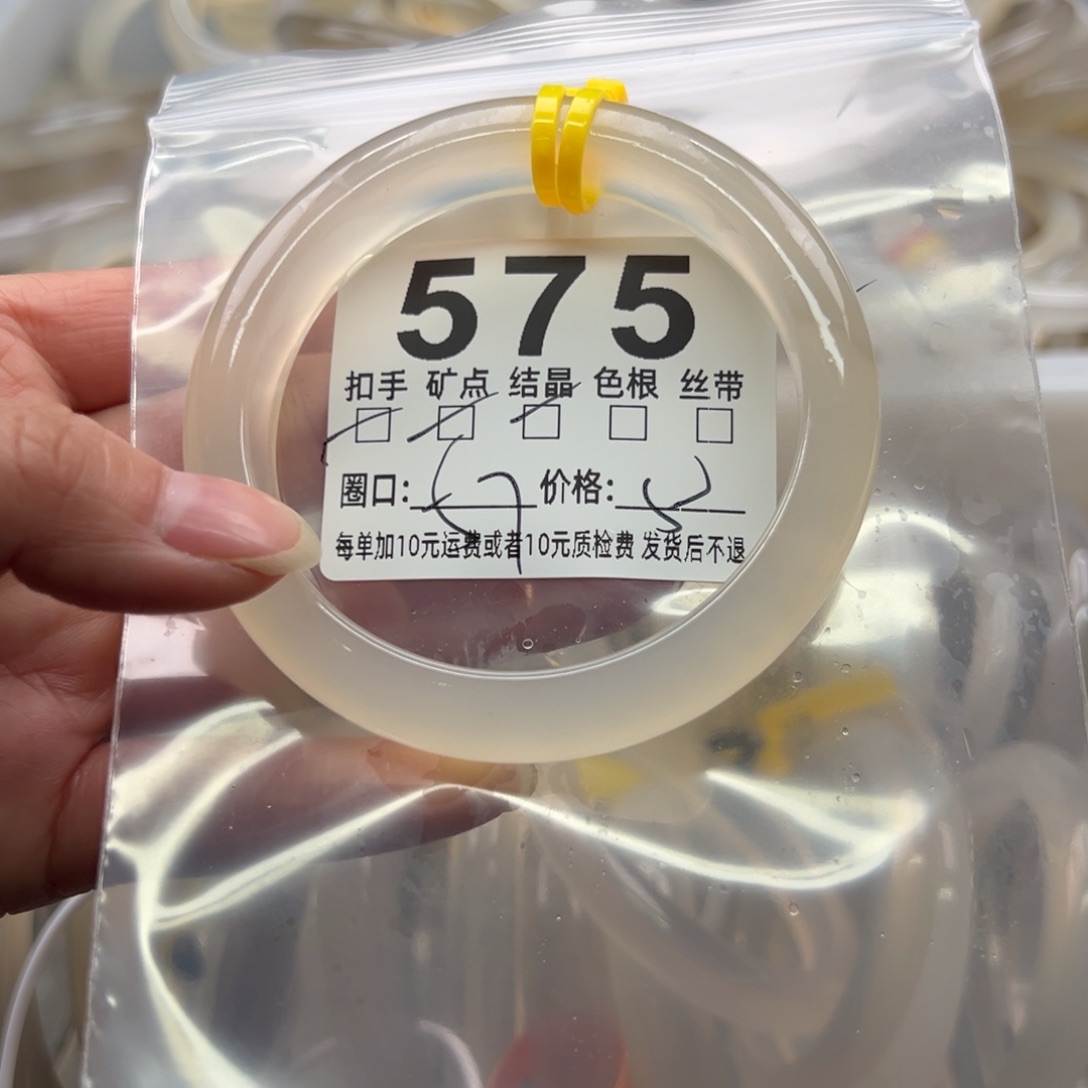 575
扣手 矿点 结晶 色根 丝带
圈口: 价格:
每单加10元运费或者10元质检费 发货后不退